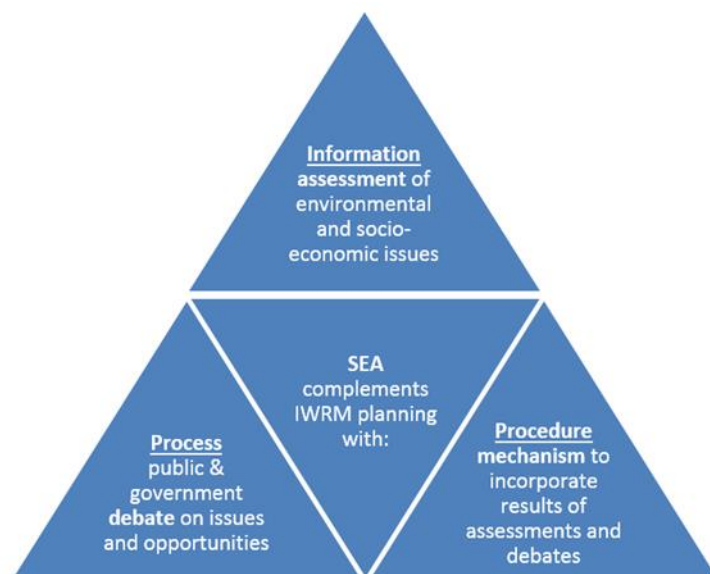 Information
assessment of
environmental
and socio-
economic issues
SEA
complements
IWRM planning
with:
Process
public &
government
debate on issues
and opportunities
Procedure
mechanism to
incorporate
results of
assessments and
debates